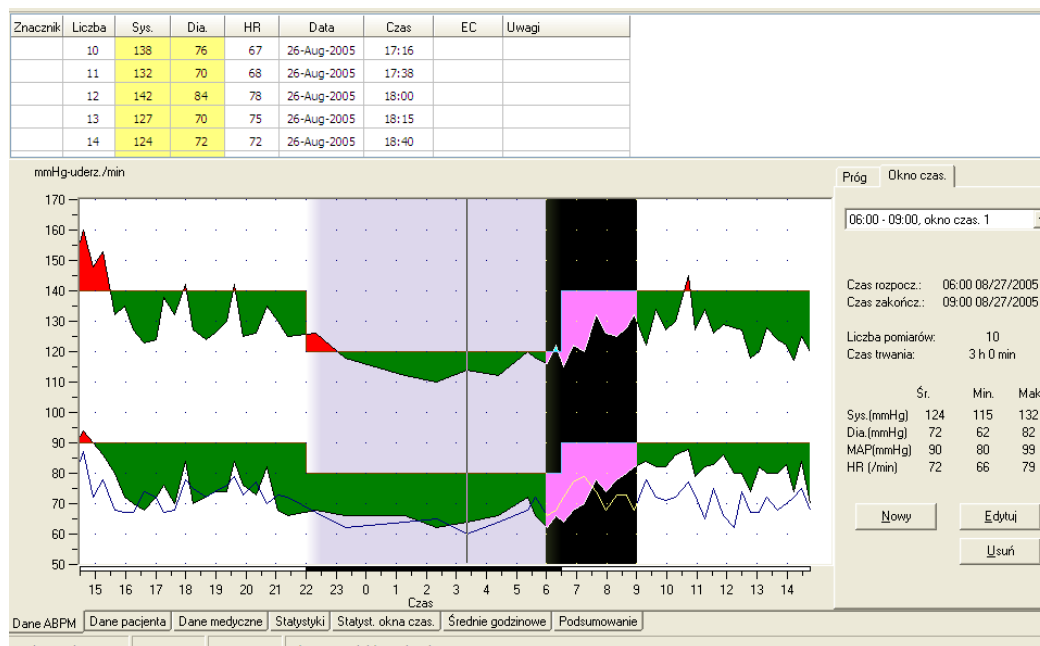 Znacznik Liczba Sys. Dia. HR Data Czas EC Uwagi
10 138 76 67 26-Aug-2005 17:16
11 132 70 68 26-Aug-2005 17:38
12 142 84 78 26-Aug-2005 18:00
13 127 70 75 26-Aug-2005 18:15
14 124 72 72 26-Aug-2005 18:40
mmHg-uderz./min
170
160
150
140
130
120
110
100
90
80
70
60
50
15 16 17 18 19 20 21 22 23 0 1 2 3 4 5 6 7 8 9 10 11 12 13 14
Czas
Próg Okno czas.
06:00 - 09:00, okno czas. 1
Czas rozpocz.: 06:00 08/27/2005
Czas zakończ.: 09:00 08/27/2005
Liczba pomiarów: 10
Czas trwania: 3 h 0 min
Śr. Min. Mak
Sys.(mmHg) 124 115 132
Dia.(mmHg) 72 62 82
MAP(mmHg) 90 80 99
HR (/min) 72 66 79
Nowy Edytuj
Usuń
Dane ABPM Dane pacjenta Dane medyczne Statystyki Statyst. okna czas. Średnie godzinowe Podsumowanie